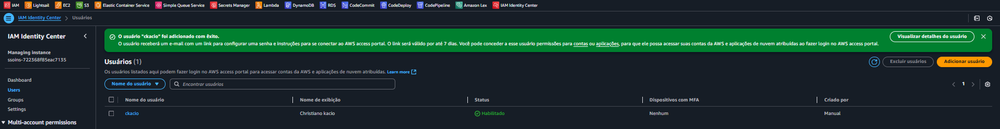 IAM Lightsail EC2 S3 Elastic Container Service Simple Queue Service Secrets Manager Lambda DynamoDB RDS CodeCommit CodeDeploy CodePipeline Amazon Lex IAM Identity Center
IAM Identity Center > Usuários
IAM Identity Center
Managing instance
ssoins-722368f85eac7135
Dashboard
Users
Groups
Settings
Multi-account permissions
O usuário "ckacio" foi adicionado com êxito.
O usuário receberá um e-mail com um link para configurar uma senha e instruções para se conectar ao AWS access portal. O link será válido por até 7 dias. Você pode conceder a esse usuário permissões para contas ou aplicações, para que ele possa acessar suas contas da AWS e aplicações de nuvem atribuídas ao fazer login no AWS access portal.
Visualizar detalhes do usuário
Usuários (1)
Excluir usuários
Adicionar usuário
Os usuários listados aqui podem fazer login no AWS access portal para acessar contas da AWS e aplicações de nuvem atribuídas. Learn more
Nome do usuário
Encontrar usuários
1
Nome do usuário Nome de exibição Status Dispositivos com MFA Criado por
ckacio Christiano kacio Habilitado Nenhum Manual